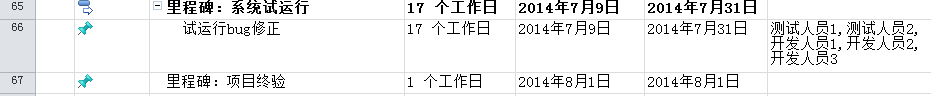 65 里程碑：系统试运行 17 个工作日 2014年7月9日 2014年7月31日
66 试运行bug修正 17 个工作日 2014年7月9日 2014年7月31日 测试人员1,测试人员2,
开发人员1,开发人员2,
开发人员3
67 里程碑：项目终验 1 个工作日 2014年8月1日 2014年8月1日